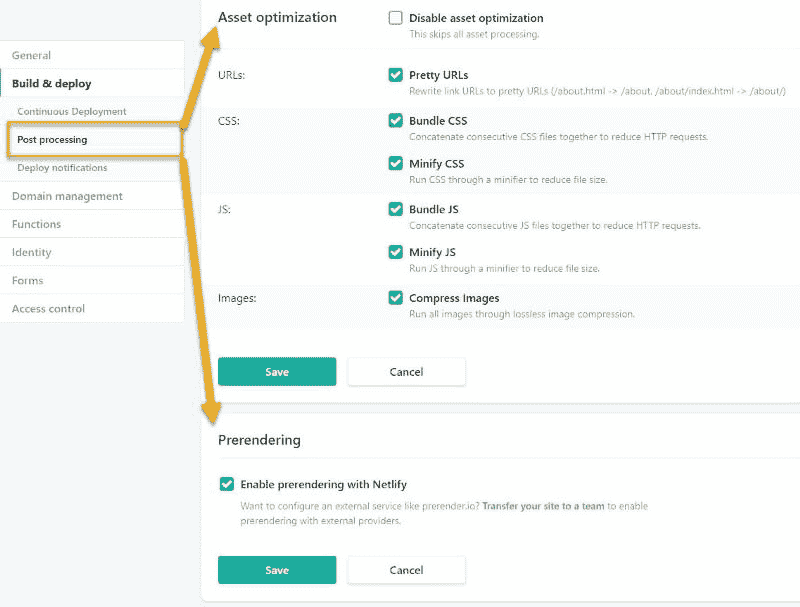 General
Build & deploy
Continuous Deployment
Post processing
Deploy notifications
Domain management
Functions
Identity
Forms
Access control
Asset optimization
Disable asset optimization
This skips all asset processing.
URLs:
Pretty URLs
Rewrite link URLs to pretty URLs (/about.html -> /about, /about/index.html -> /about/)
CSS:
Bundle CSS
Concatenate consecutive CSS files together to reduce HTTP requests.
Minify CSS
Run CSS through a minifier to reduce file size.
JS:
Bundle JS
Concatenate consecutive JS files together to reduce HTTP requests.
Minify JS
Run JS through a minifier to reduce file size.
Images:
Compress Images
Run all images through lossless image compression.
Save
Cancel
Prerendering
Enable prerendering with Netlify
Want to configure an external service like prerender.io? Transfer your site to a team to enable
prerendering with external providers.
Save
Cancel